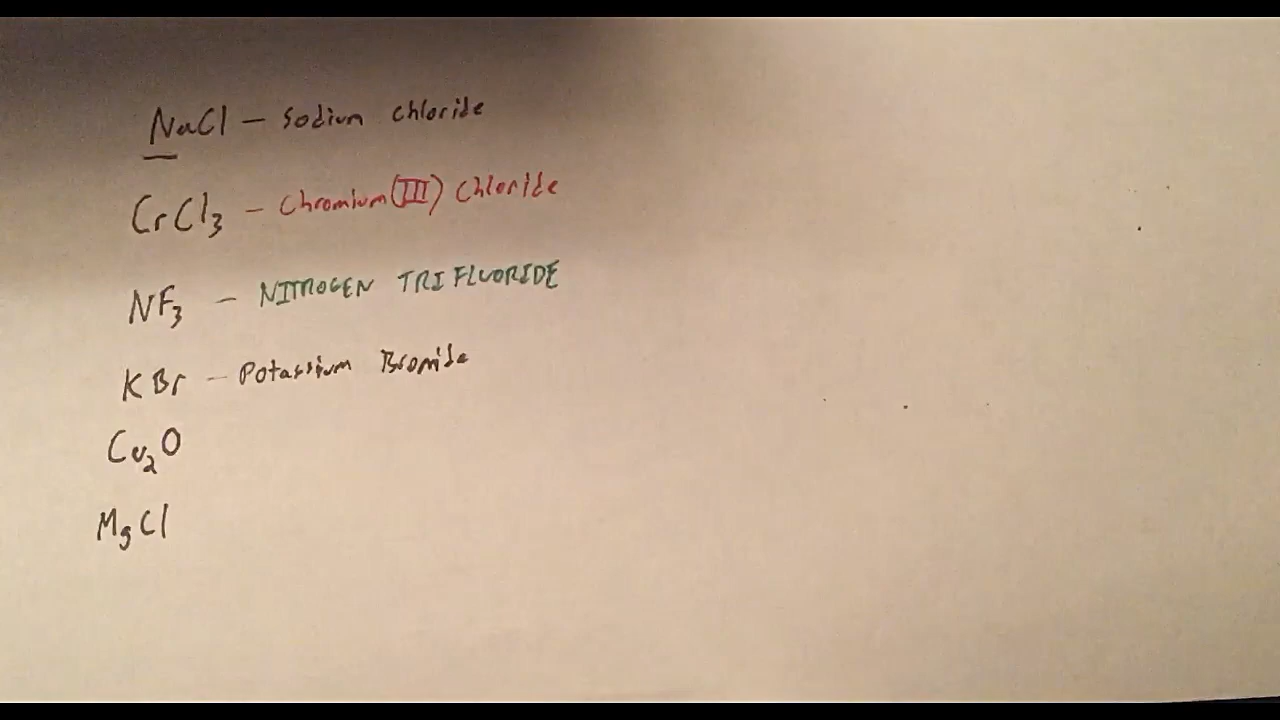 NaCl – Sodium chloride
CrCl3 – Chromium(III) Chloride
NF3 – NITROGEN TRIFLUORIDE
KBr – Potassium Bromide
Cu2O
MgCl